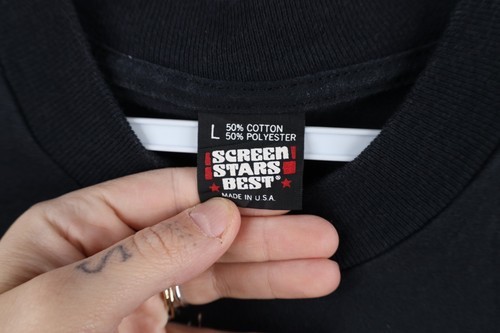 L 50% COTTON
50% POLYESTER
SCREEN
STARS
BEST®
MADE IN U.S.A.